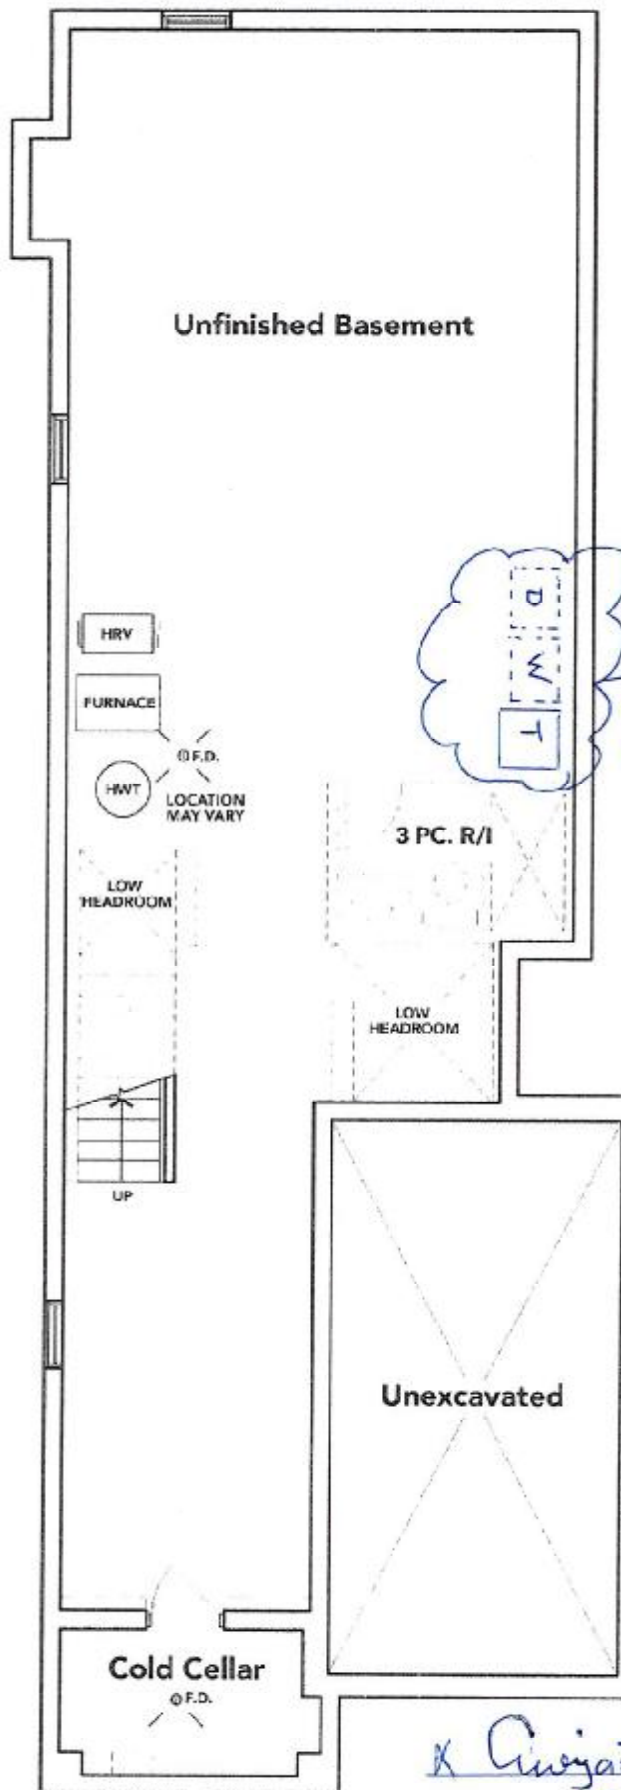 Unfinished Basement
D
W
T
HRV
FURNACE
F.D.
HWT
LOCATION
MAY VARY
3 PC. R/I
LOW
HEADROOM
LOW
HEADROOM
UP
Unexcavated
Cold Cellar
F.D.